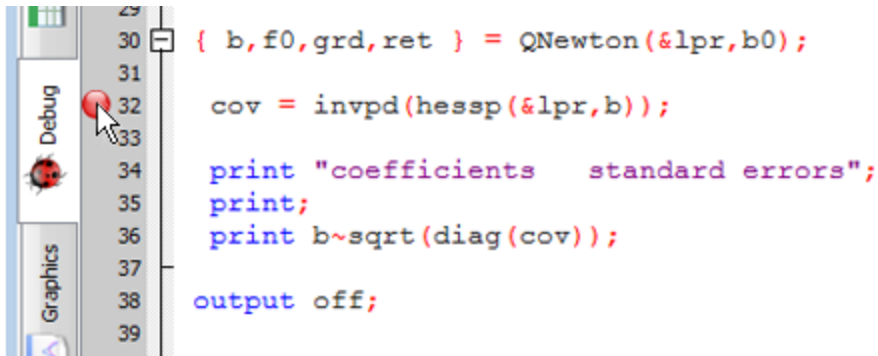 29
30 { b,f0,grd,ret } = QNewton(&lpr,b0);
31
32 cov = invpd(hessp(&lpr,b));
33
34 print "coefficients   standard errors";
35 print;
36 print b~sqrt(diag(cov));
37
38 output off;
39
Debug
Graphics